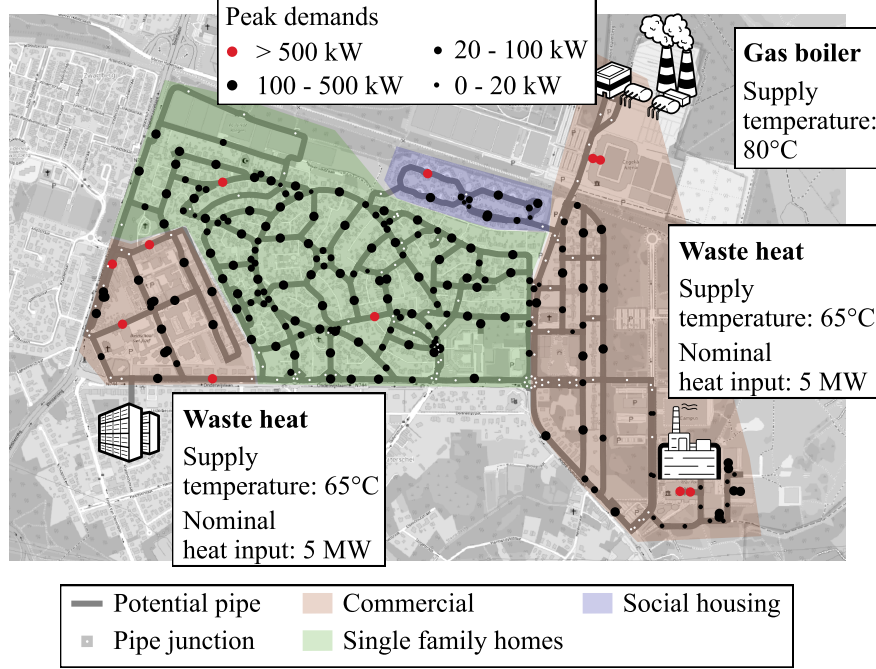 Peak demands
> 500 kW
20 - 100 kW
100 - 500 kW
0 - 20 kW
Gas boiler
Supply
temperature:
80°C
Waste heat
Supply
temperature: 65°C
Nominal
heat input: 5 MW
Waste heat
Supply
temperature: 65°C
Nominal
heat input: 5 MW
Potential pipe
Commercial
Social housing
Pipe junction
Single family homes